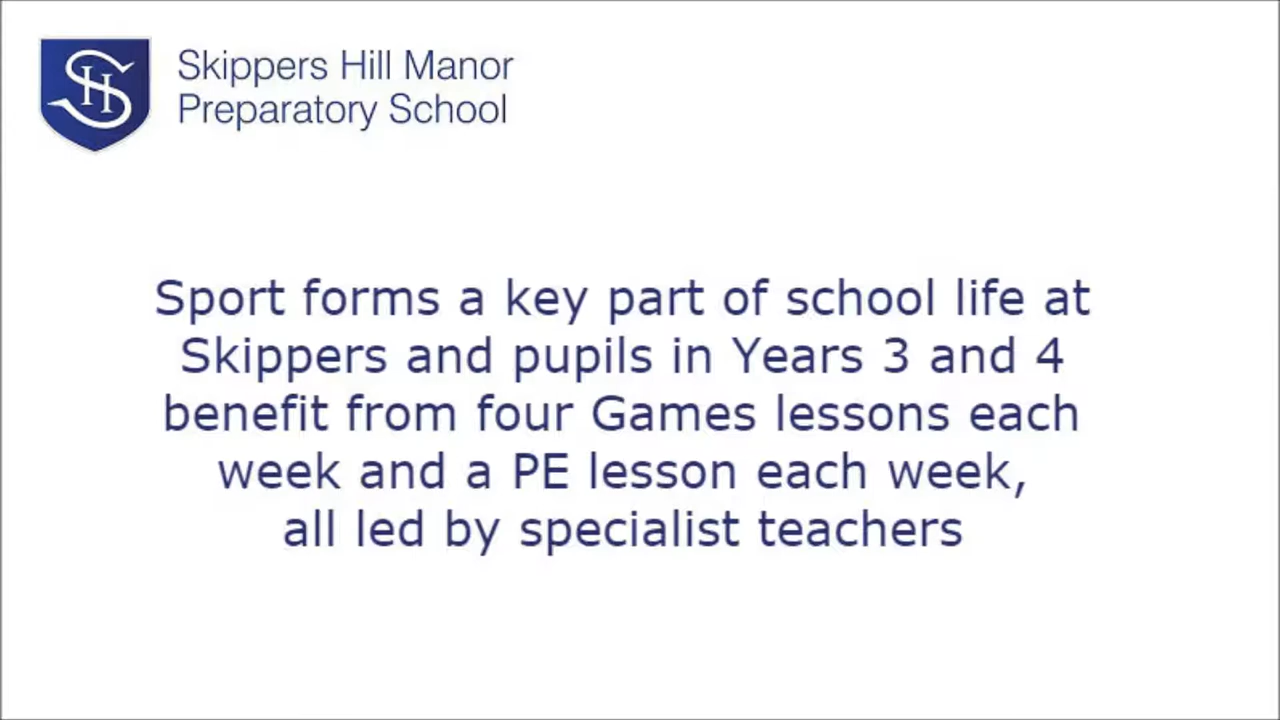 SH
Skippers Hill Manor
Preparatory School
Sport forms a key part of school life at
Skippers and pupils in Years 3 and 4
benefit from four Games lessons each
week and a PE lesson each week,
all led by specialist teachers